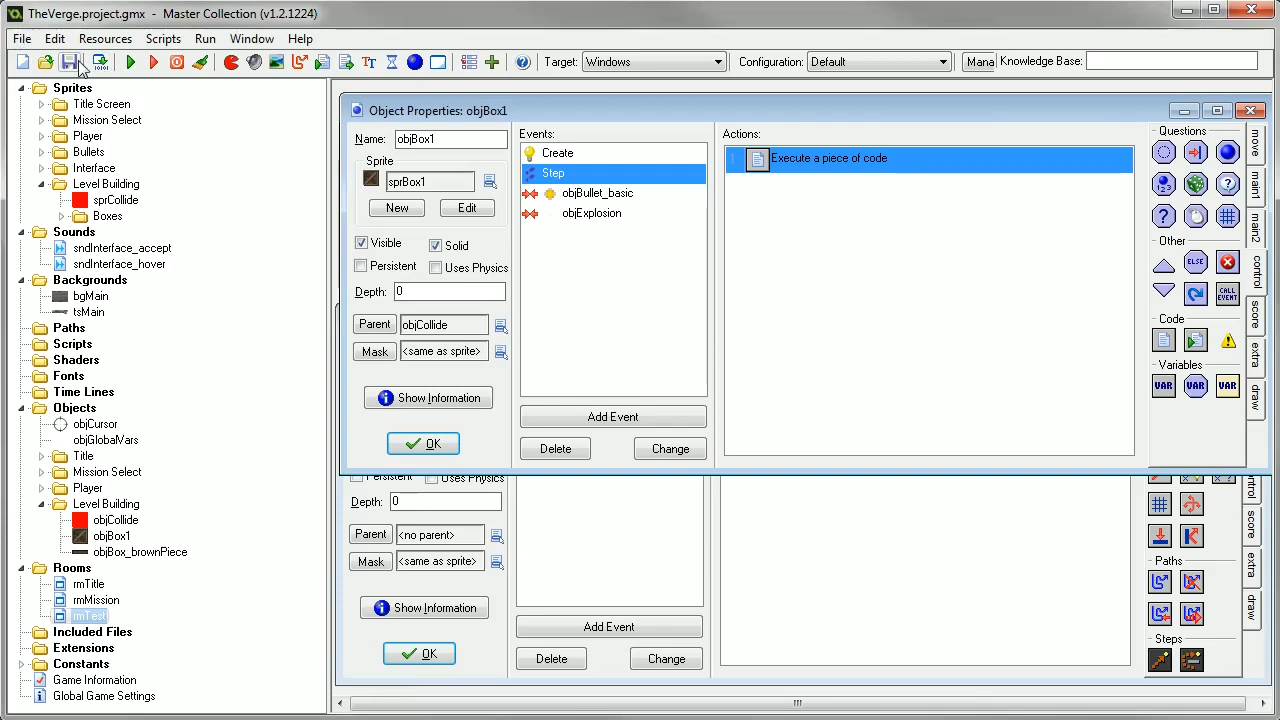 TheVerge.project.gmx - Master Collection (v1.2.1224)
File Edit Resources Scripts Run Window Help
Target: Windows Configuration: Default Mana Knowledge Base:
Sprites
Title Screen
Mission Select
Player
Bullets
Interface
Level Building
sprCollide
Boxes
Sounds
sndInterface_accept
sndInterface_hover
Backgrounds
bgMain
tsMain
Paths
Scripts
Shaders
Fonts
Time Lines
Objects
objCursor
objGlobalVars
Title
Mission Select
Player
Level Building
objCollide
objBox1
objBox_brownPiece
Rooms
rmTitle
rmMission
rmTest
Included Files
Extensions
Constants
Game Information
Global Game Settings
Object Properties: objBox1
Name: objBox1
Sprite
sprBox1
New Edit
Visible Solid
Persistent Uses Physics
Depth: 0
Parent objCollide
Mask <same as sprite>
Show Information
OK
Events:
Create
Step
objBullet_basic
objExplosion
Add Event
Delete Change
Actions:
1 Execute a piece of code
Questions
Other
ELSE
CALL EVENT
Code
Variables
VAR VAR VAR
move
main1
main2
control
score
extra
draw
Persistent Uses Physics
Depth: 0
Parent <no parent>
Mask <same as sprite>
Show Information
OK
Add Event
Delete Change
Paths
Steps
control
score
extra
draw